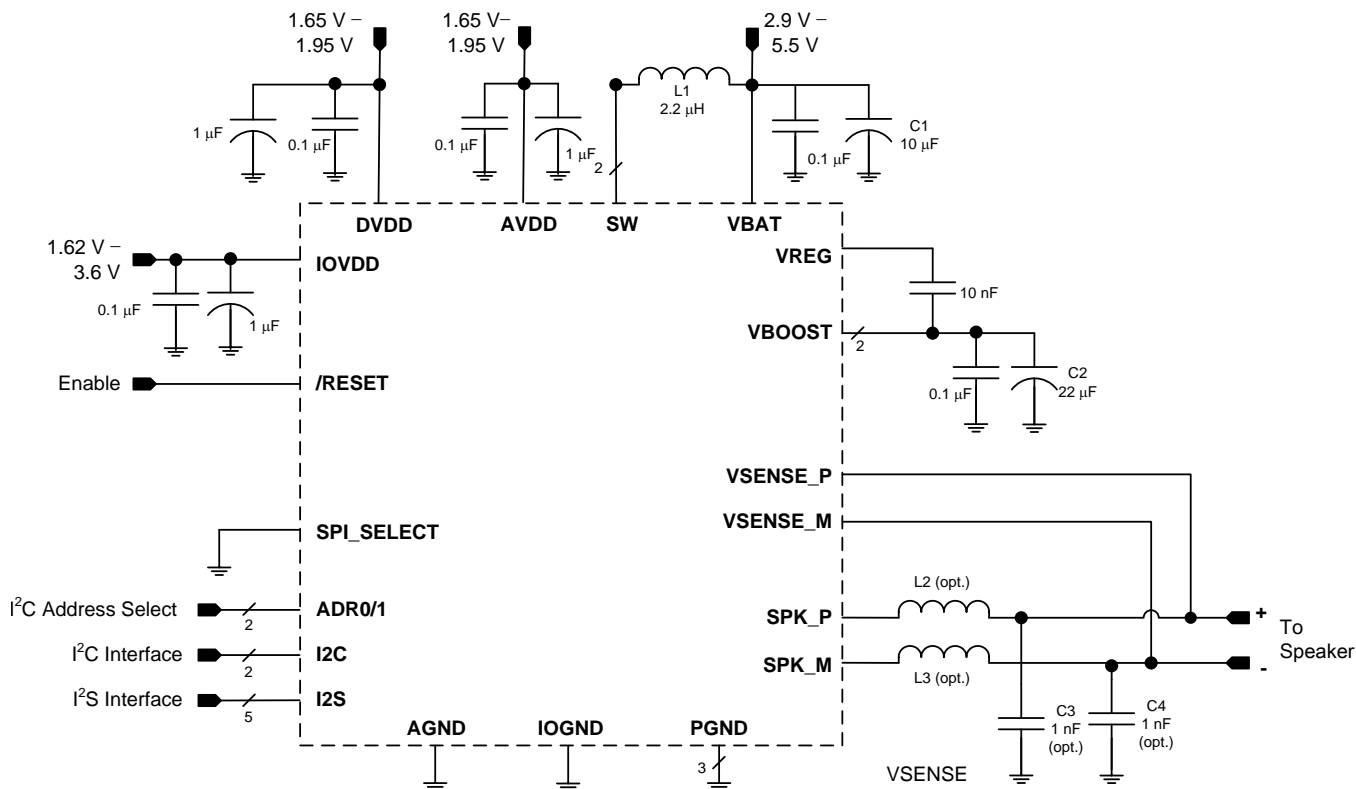 1.65 V –
1.95 V
1.65 V–
1.95 V
2.9 V –
5.5 V
L1
2.2 μH
1 μF
0.1 μF
0.1 μF
1 μF
2
0.1 μF
C1
10 μF
DVDD
AVDD
SW
VBAT
1.62 V –
3.6 V
IOVDD
VREG
0.1 μF
1 μF
10 nF
VBOOST
2
Enable
/RESET
0.1 μF
C2
22 μF
VSENSE_P
SPI_SELECT
VSENSE_M
I²C Address Select
2
ADR0/1
L2 (opt.)
SPK_P
+
To
Speaker
I²C Interface
2
I2C
SPK_M
L3 (opt.)
-
I²S Interface
5
I2S
AGND
IOGND
PGND
3
C3
1 nF
(opt.)
C4
1 nF
(opt.)
VSENSE